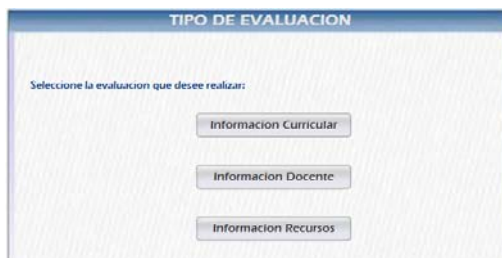 TIPO DE EVALUACION
Seleccione la evaluacion que desee realizar:
Informacion Curricular
Informacion Docente
Informacion Recursos